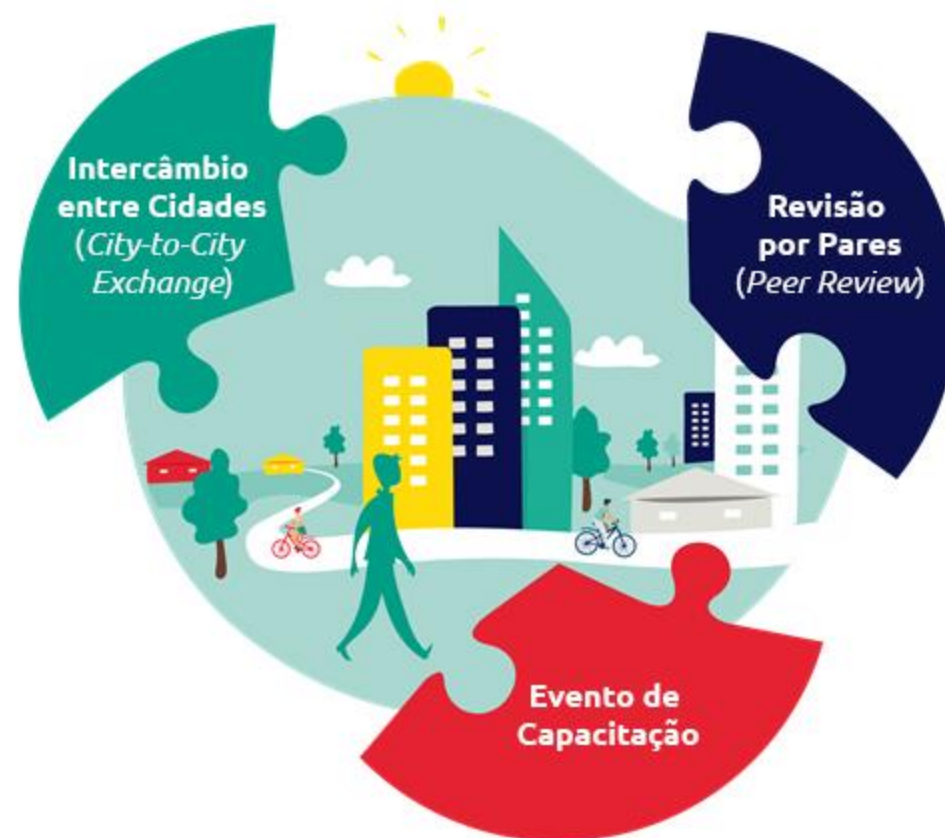 Intercâmbio
entre Cidades
(City-to-City
Exchange)
Revisão
por Pares
(Peer Review)
Evento de
Capacitação